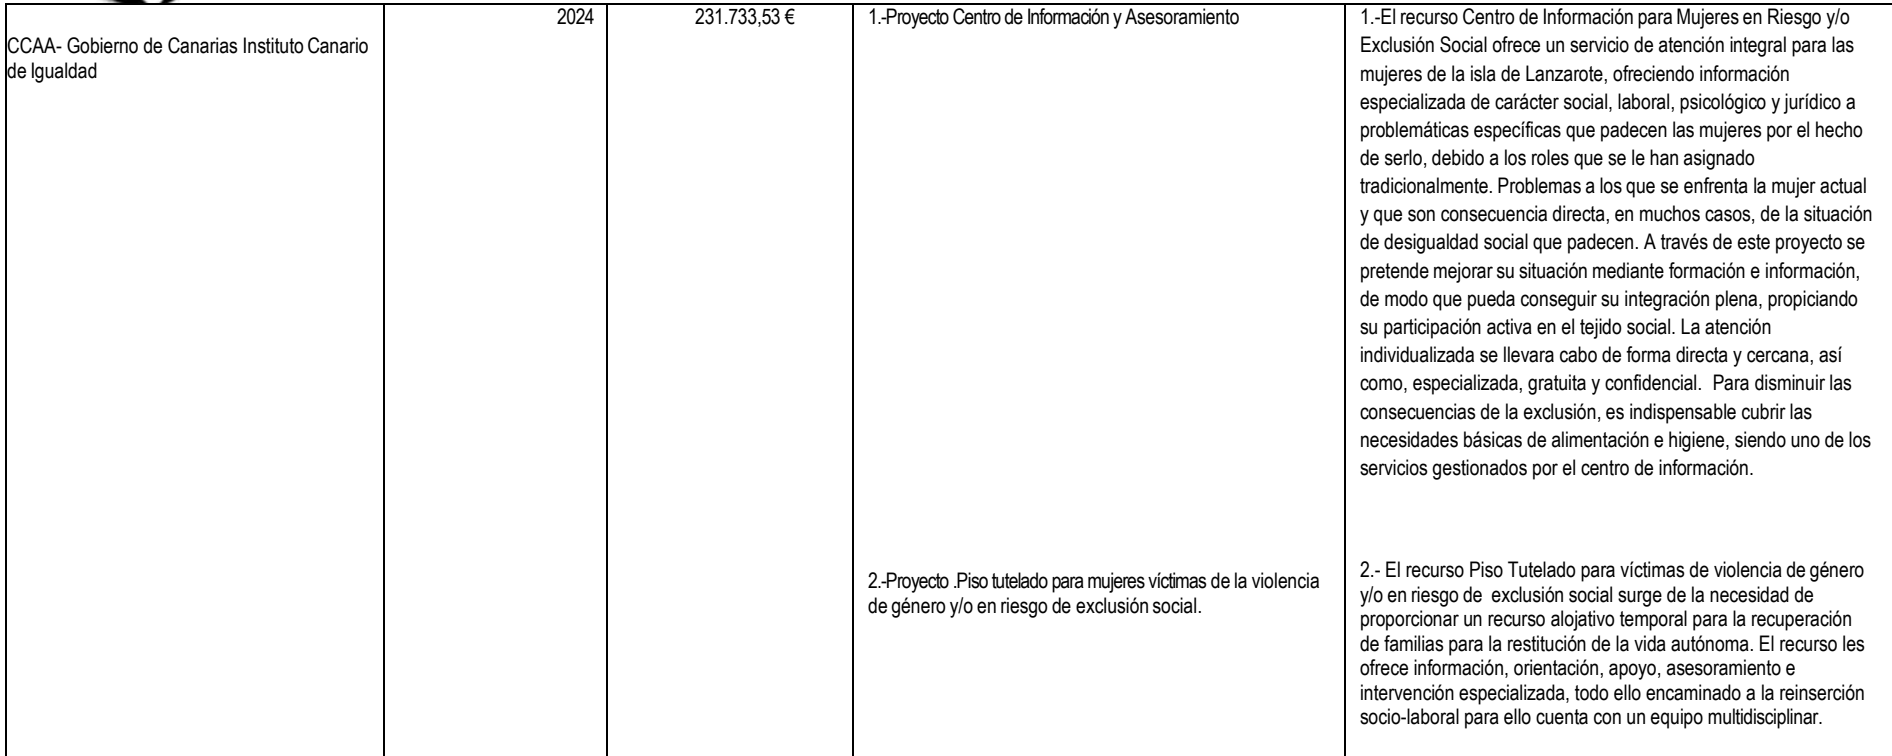 CCAA- Gobierno de Canarias Instituto Canario
de Igualdad
2024
231.733,53 €
1.-Proyecto Centro de Información y Asesoramiento
1.-El recurso Centro de Información para Mujeres en Riesgo y/o
Exclusión Social ofrece un servicio de atención integral para las
mujeres de la isla de Lanzarote, ofreciendo información
especializada de carácter social, laboral, psicológico y jurídico a
problemáticas específicas que padecen las mujeres por el hecho
de serlo, debido a los roles que se le han asignado
tradicionalmente. Problemas a los que se enfrenta la mujer actual
y que son consecuencia directa, en muchos casos, de la situación
de desigualdad social que padecen. A través de este proyecto se
pretende mejorar su situación mediante formación e información,
de modo que pueda conseguir su integración plena, propiciando
su participación activa en el tejido social. La atención
individualizada se llevara cabo de forma directa y cercana, así
como, especializada, gratuita y confidencial.  Para disminuir las
consecuencias de la exclusión, es indispensable cubrir las
necesidades básicas de alimentación e higiene, siendo uno de los
servicios gestionados por el centro de información.
2.-Proyecto .Piso tutelado para mujeres víctimas de la violencia
de género y/o en riesgo de exclusión social.
2.- El recurso Piso Tutelado para víctimas de violencia de género
y/o en riesgo de  exclusión social surge de la necesidad de
proporcionar un recurso alojativo temporal para la recuperación
de familias para la restitución de la vida autónoma. El recurso les
ofrece información, orientación, apoyo, asesoramiento e
intervención especializada, todo ello encaminado a la reinserción
socio-laboral para ello cuenta con un equipo multidisciplinar.